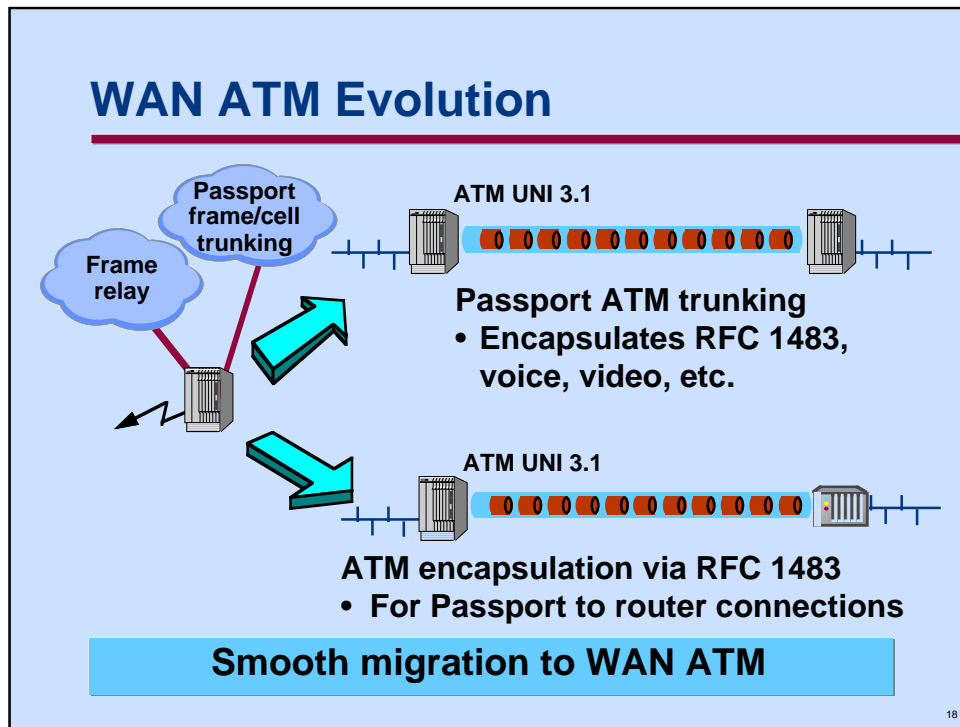 WAN ATM Evolution
Passport
frame/cell
trunking
Frame
relay
ATM UNI 3.1
Passport ATM trunking
• Encapsulates RFC 1483,
voice, video, etc.
ATM UNI 3.1
ATM encapsulation via RFC 1483
• For Passport to router connections
Smooth migration to WAN ATM
18